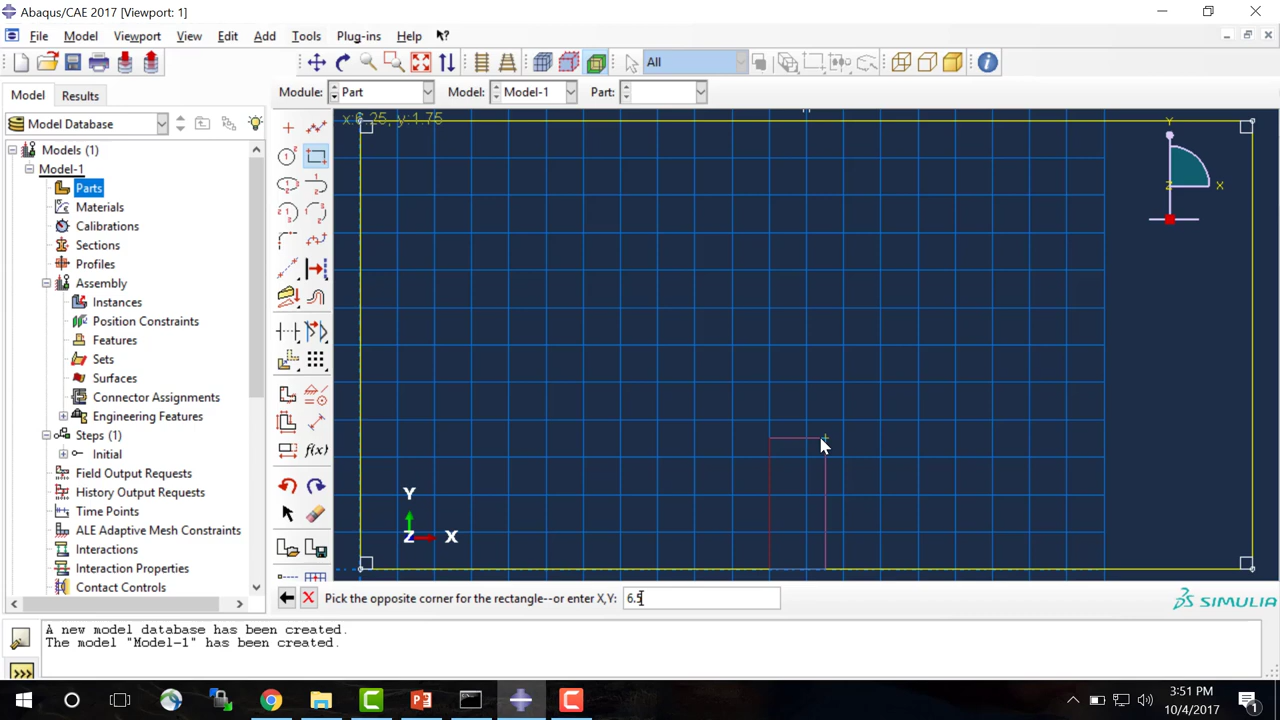 Abaqus/CAE 2017 [Viewport: 1]
File Model Viewport View Edit Add Tools Plug-ins Help
All
Model Results
Module: Part Model: Model-1 Part:
Model Database
x:6.25, y:1.75
Models (1)
Model-1
Parts
Materials
Calibrations
Sections
Profiles
Assembly
Instances
Position Constraints
Features
Sets
Surfaces
Connector Assignments
Engineering Features
Steps (1)
Initial
Field Output Requests
History Output Requests
Time Points
ALE Adaptive Mesh Constraints
Interactions
Interaction Properties
Contact Controls
f(x)
Y
Z X
Y
Z X
Pick the opposite corner for the rectangle--or enter X,Y: 6.5
SIMULIA
A new model database has been created.
The model "Model-1" has been created.
>>>
3:51 PM
10/4/2017